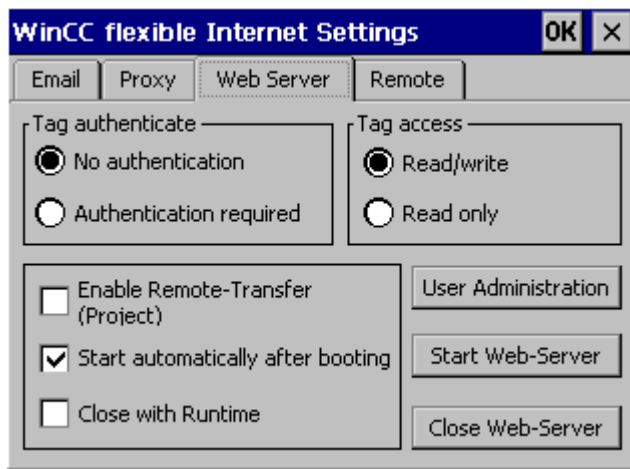 WinCC flexible Internet Settings OK ×
Email Proxy Web Server Remote
Tag authenticate
No authentication
Authentication required
Tag access
Read/write
Read only
Enable Remote-Transfer
(Project)
Start automatically after booting
Close with Runtime
User Administration
Start Web-Server
Close Web-Server